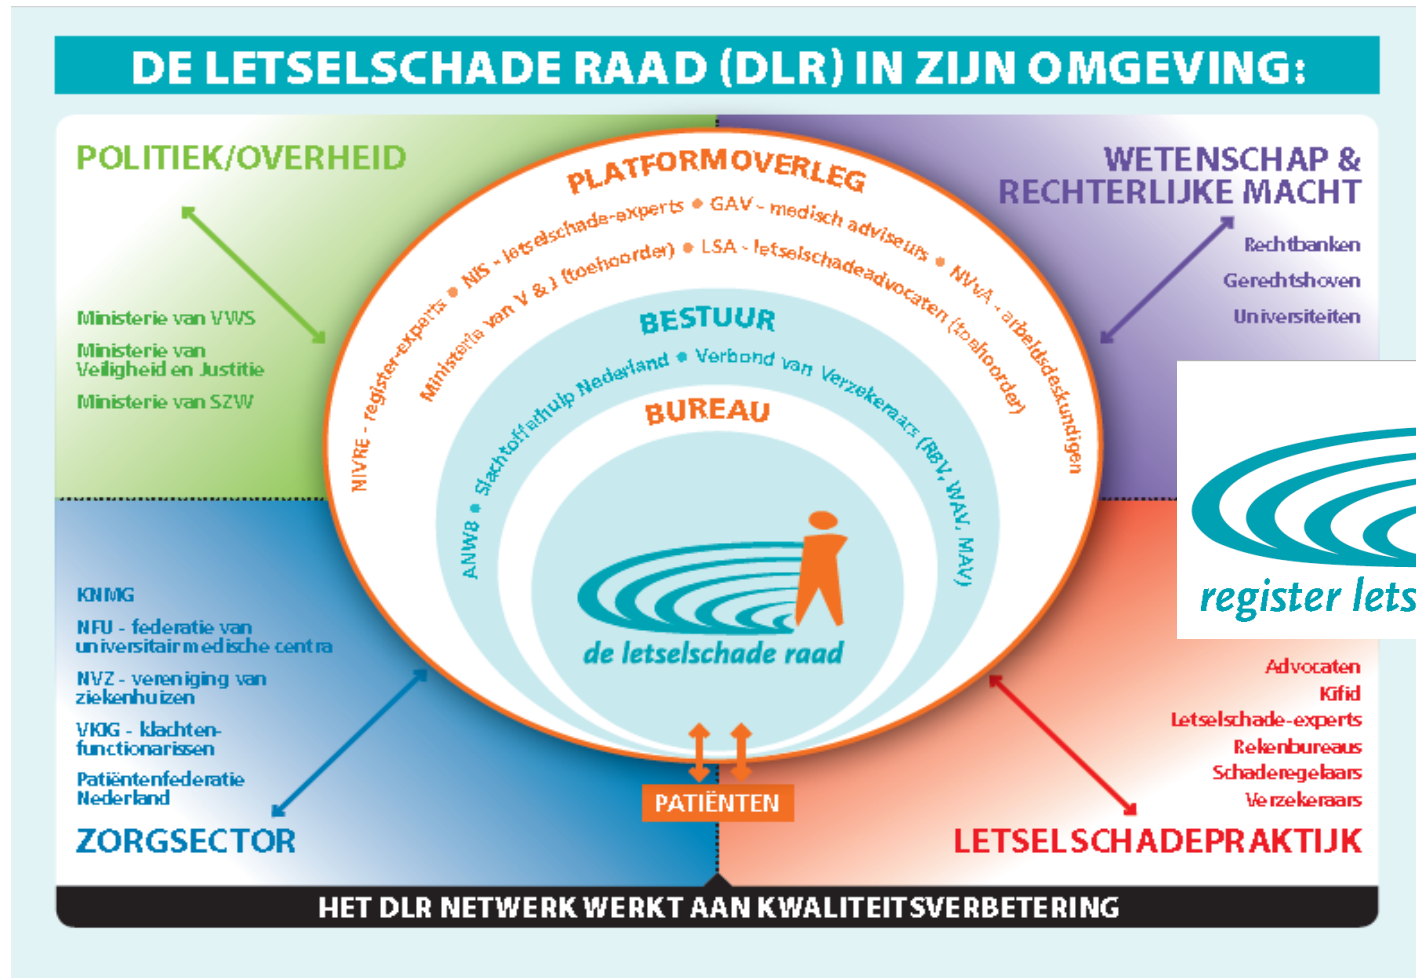 DE LETSELSCHADE RAAD (DLR) IN ZIJN OMGEVING:
POLITIEK/OVERHEID
Ministerie van VWS
Ministerie van
Veiligheid en Justitie
Ministerie van SZW
WETENSCHAP &
RECHTERLIJKE MACHT
Rechtbanken
Gerechtshoven
Universiteiten
PLATFORMOVERLEG
NIVRE - register-experts • NIS - letselschade-experts • GAV - medisch adviseurs • NVvA - arbeidsdeskundigen
Ministerie van V & J (toehoorder) • LSA - letselschadeadvocaten (toehoorder)
BESTUUR
ANWB • Slachtofferhulp Nederland • Verbond van Verzekeraars (RBV, WAV, MAV)
BUREAU
de letselschade raad
register lets
KNMG
NFU - federatie van
universitair medische centra
NVZ - vereniging van
ziekenhuizen
VKIG - klachten-
functionarissen
Patiëntenfederatie
Nederland
ZORGSECTOR
PATIËNTEN
Advocaten
Kifid
Letselschade-experts
Rekenbureaus
Schaderegelaars
Verzekeraars
LETSELSCHADEPRAKTIJK
HET DLR NETWERK WERKT AAN KWALITEITSVERBETERING